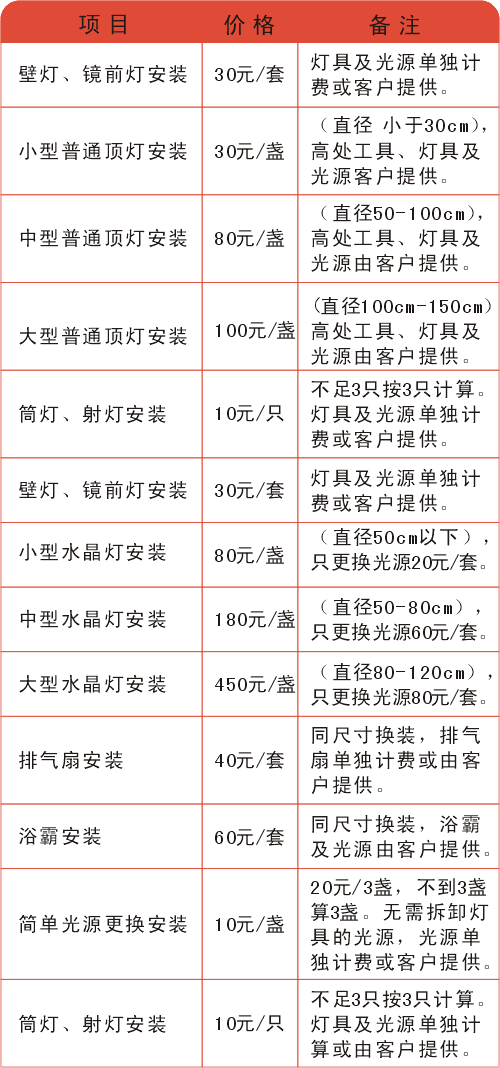 项目 价格 备注
壁灯、镜前灯安装 30元/套 灯具及光源单独计
费或客户提供。
小型普通顶灯安装 30元/盏 （直径 小于30cm），
高处工具、灯具及
光源客户提供。
中型普通顶灯安装 80元/盏 （直径50-100cm），
高处工具、灯具及
光源由客户提供。
大型普通顶灯安装 100元/盏 (直径100cm-150cm)
高处工具、灯具及
光源由客户提供。
筒灯、射灯安装 10元/只 不足3只按3只计算。
灯具及光源单独计
费或客户提供。
壁灯、镜前灯安装 30元/套 灯具及光源单独计
费或客户提供。
小型水晶灯安装 80元/盏 （直径50cm以下），
只更换光源20元/套。
中型水晶灯安装 180元/盏 （直径50-80cm），
只更换光源60元/套。
大型水晶灯安装 450元/盏 （直径80-120cm），
只更换光源80元/套。
排气扇安装 40元/套 同尺寸换装，排气
扇单独计费或由客
户提供。
浴霸安装 60元/套 同尺寸换装，浴霸
及光源由客户提供。
简单光源更换安装 10元/盏 20元/3盏，不到3盏
算3盏。无需拆卸灯
具的光源，光源单
独计费或客户提供。
筒灯、射灯安装 10元/只 不足3只按3只计算。
灯具及光源单独计
算或由客户提供。